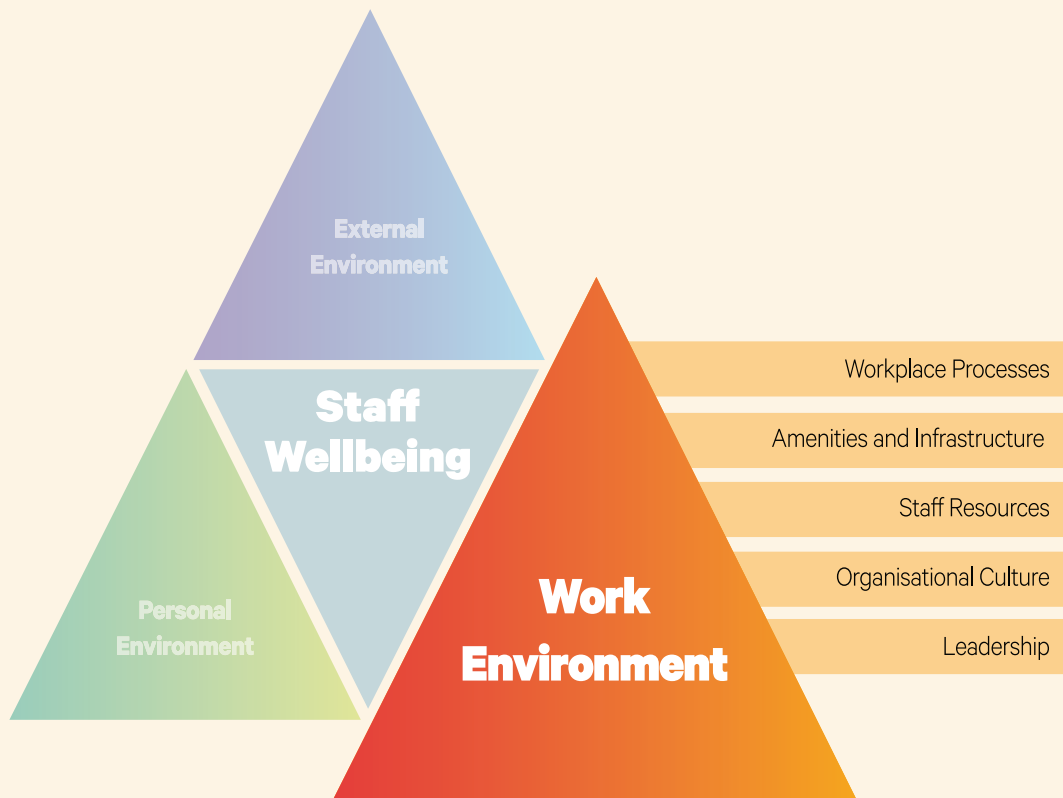 External
Environment
Staff
Wellbeing
Personal
Environment
Work
Environment
Workplace Processes
Amenities and Infrastructure
Staff Resources
Organisational Culture
Leadership